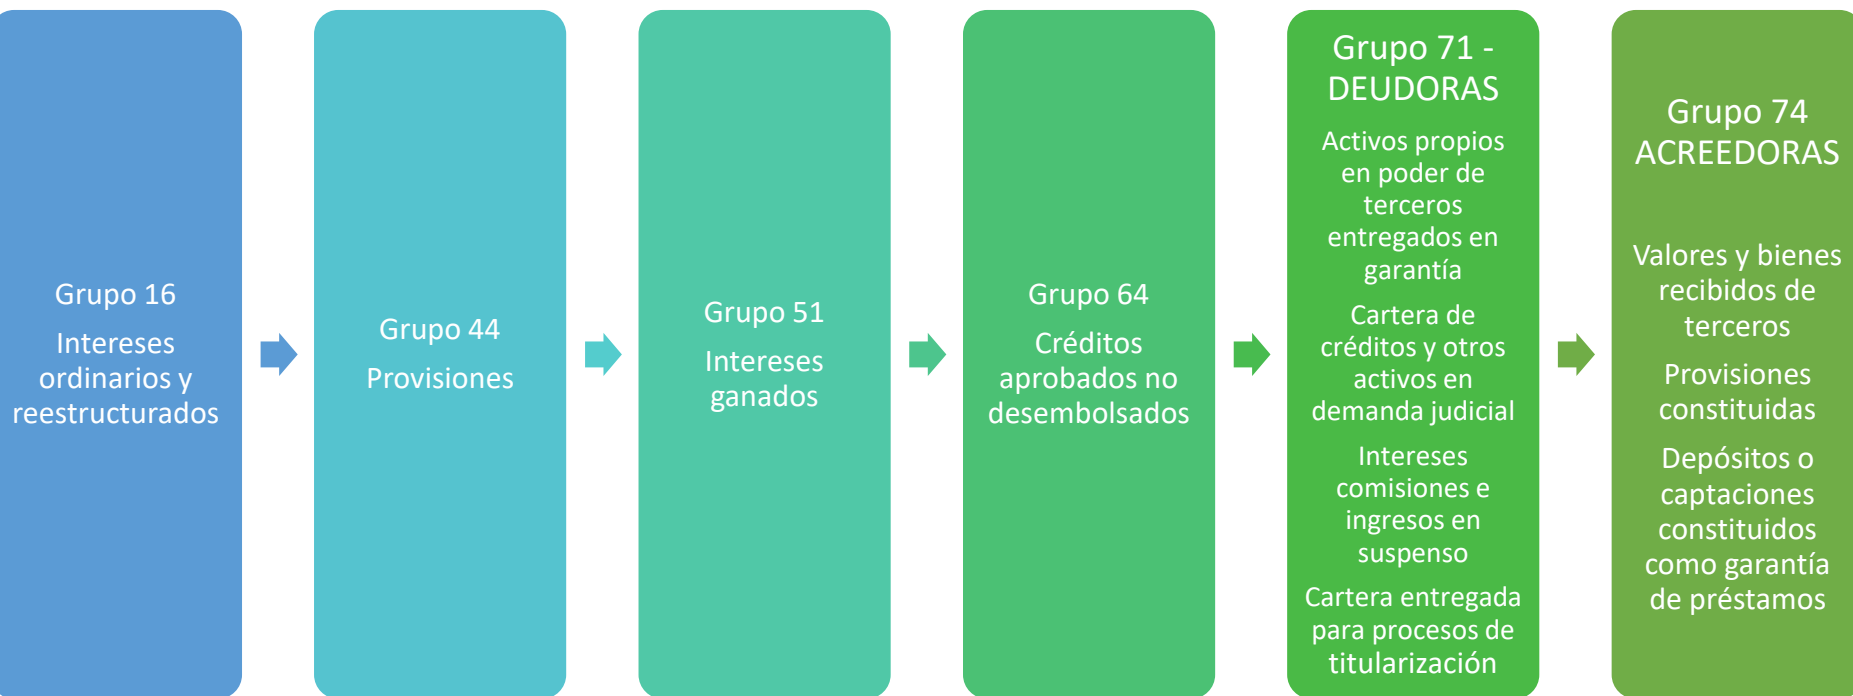 Grupo 16
Intereses
ordinarios y
reestructurados
Grupo 44
Provisiones
Grupo 51
Intereses
ganados
Grupo 64
Créditos
aprobados no
desembolsados
Grupo 71 -
DEUDORAS
Activos propios
en poder de
terceros
entregados en
garantía
Cartera de
créditos y otros
activos en
demanda judicial
Intereses
comisiones e
ingresos en
suspenso
Cartera entregada
para procesos de
titularización
Grupo 74
ACREEDORAS
Valores y bienes
recibidos de
terceros
Provisiones
constituidas
Depósitos o
captaciones
constituidos
como garantía
de préstamos